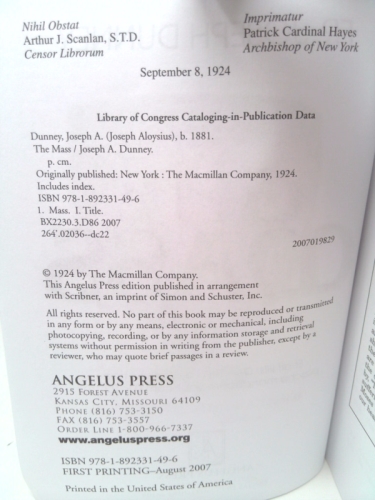 Nihil Obstat
Arthur J. Scanlan, S.T.D.
Censor Librorum
Imprimatur
Patrick Cardinal Hayes
Archbishop of New York
September 8, 1924
Library of Congress Cataloging-in-Publication Data
Dunney, Joseph A. (Joseph Aloysius), b. 1881.
The Mass / Joseph A. Dunney.
p. cm.
Originally published: New York : The Macmillan Company, 1924.
Includes index.
ISBN 978-1-892331-49-6
1. Mass. I. Title.
BX2230.3.D86 2007
264'.02036--dc22
2007019829
© 1924 by The Macmillan Company.
This Angelus Press edition published in arrangement
with Scribner, an imprint of Simon and Schuster, Inc.
All rights reserved. No part of this book may be reproduced or transmitted
in any form or by any means, electronic or mechanical, including
photocopying, recording, or by any information storage and retrieval
systems without permission in writing from the publisher, except by a
reviewer, who may quote brief passages in a review.
ANGELUS PRESS
2915 FOREST AVENUE
KANSAS CITY, MISSOURI 64109
PHONE (816) 753-3150
FAX (816) 753-3557
ORDER LINE 1-800-966-7337
www.angeluspress.org
ISBN 978-1-892331-49-6
FIRST PRINTING–August 2007
Printed in the United States of America